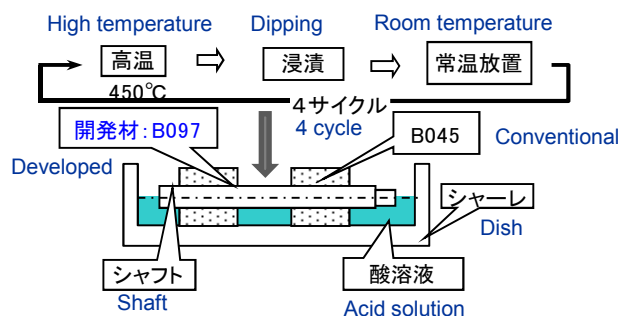 High temperature
Dipping
Room temperature
高温
浸漬
常温放置
450℃
4サイクル
4 cycle
開発材:B097
B045
Conventional
Developed
シャーレ
Dish
シャフト
Shaft
酸溶液
Acid solution